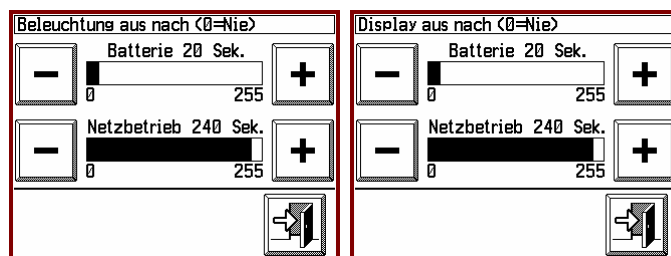 Beleuchtung aus nach (0=Nie)
Batterie 20 Sek.
0 255
Netzbetrieb 240 Sek.
0 255
Display aus nach (0=Nie)
Batterie 20 Sek.
0 255
Netzbetrieb 240 Sek.
0 255